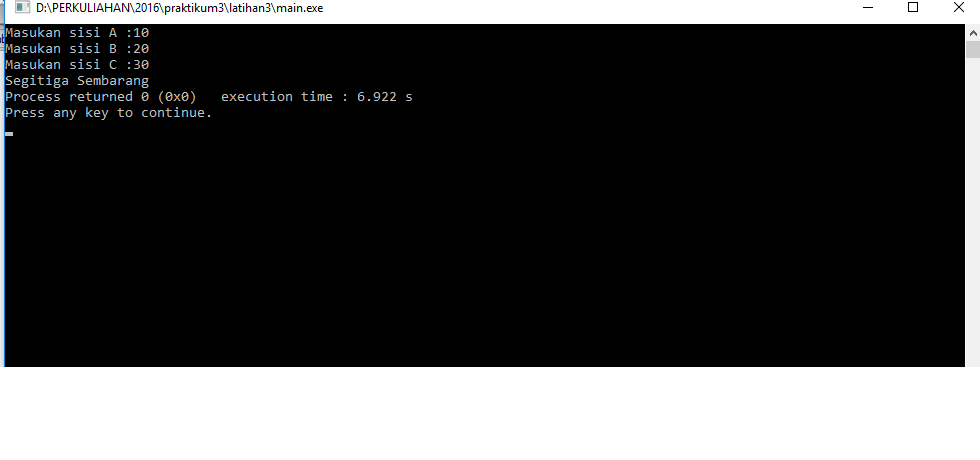 D:\PERKULIAHAN\2016\praktikum3\latihan3\main.exe
Masukan sisi A :10
Masukan sisi B :20
Masukan sisi C :30
Segitiga Sembarang
Process returned 0 (0x0)   execution time : 6.922 s
Press any key to continue.